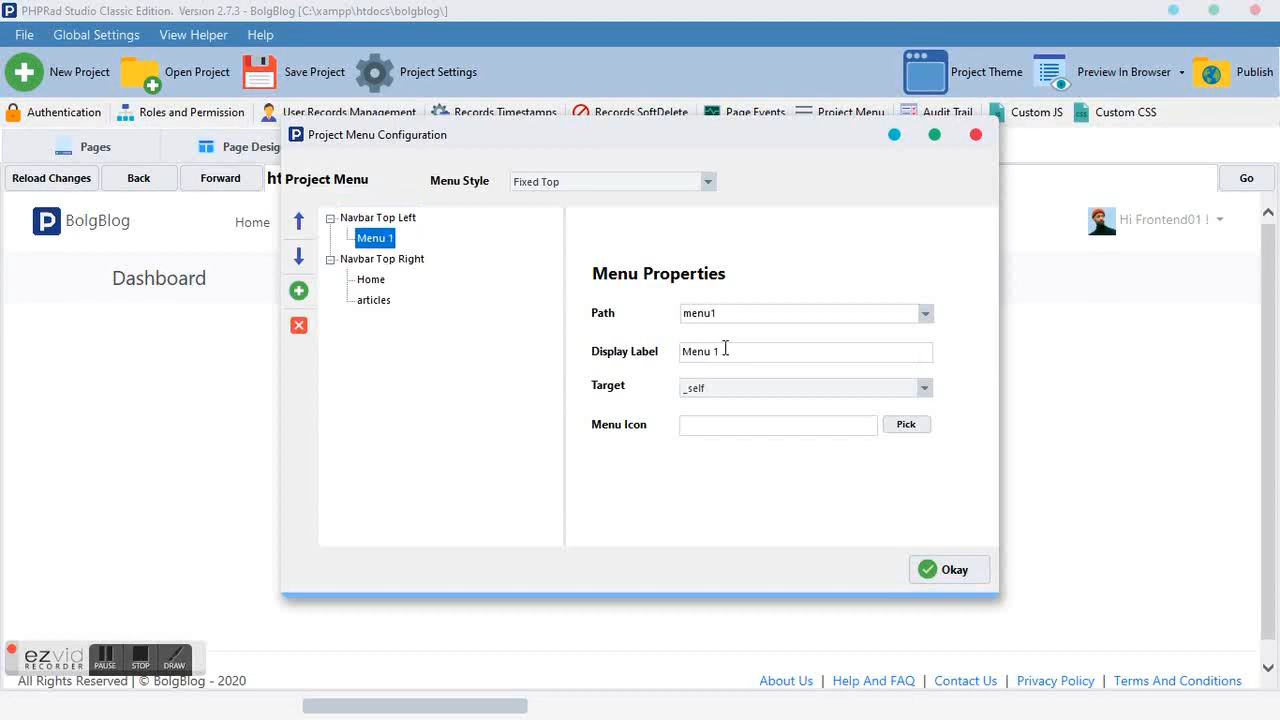 PHPRad Studio Classic Edition. Version 2.7.3 - BolgBlog [C:\xampp\htdocs\bolgblog\]
File Global Settings View Helper Help
New Project Open Project Save Project Project Settings Project Theme Preview In Browser Publish
Authentication Roles and Permission User Records Management Records Timestamps Records SoftDelete Page Events Project Menu Audit Trail Custom JS Custom CSS
Project Menu Configuration
Pages Page Desig
Reload Changes Back Forward ht Go
Project Menu Menu Style Fixed Top
BolgBlog Home Hi Frontend01 !
Dashboard
Navbar Top Left
Menu 1
Navbar Top Right
Home
articles
Menu Properties
Path menu1
Display Label Menu 1
Target _self
Menu Icon Pick
Okay
ezvid
RECORDER
PAUSE STOP DRAW
All Rights Reserved | © BolgBlog - 2020 About Us | Help And FAQ | Contact Us | Privacy Policy | Terms And Conditions